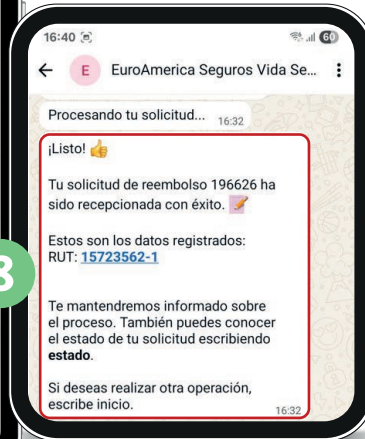 16:40
60
E EuroAmerica Seguros Vida Se...
Procesando tu solicitud... 16:32
¡Listo! 👍
Tu solicitud de reembolso 196626 ha
sido recepcionada con éxito. 📝
Estos son los datos registrados:
RUT: 15723562-1
8
Te mantendremos informado sobre
el proceso. También puedes conocer
el estado de tu solicitud escribiendo
estado.
Si deseas realizar otra operación,
escribe inicio. 16:32